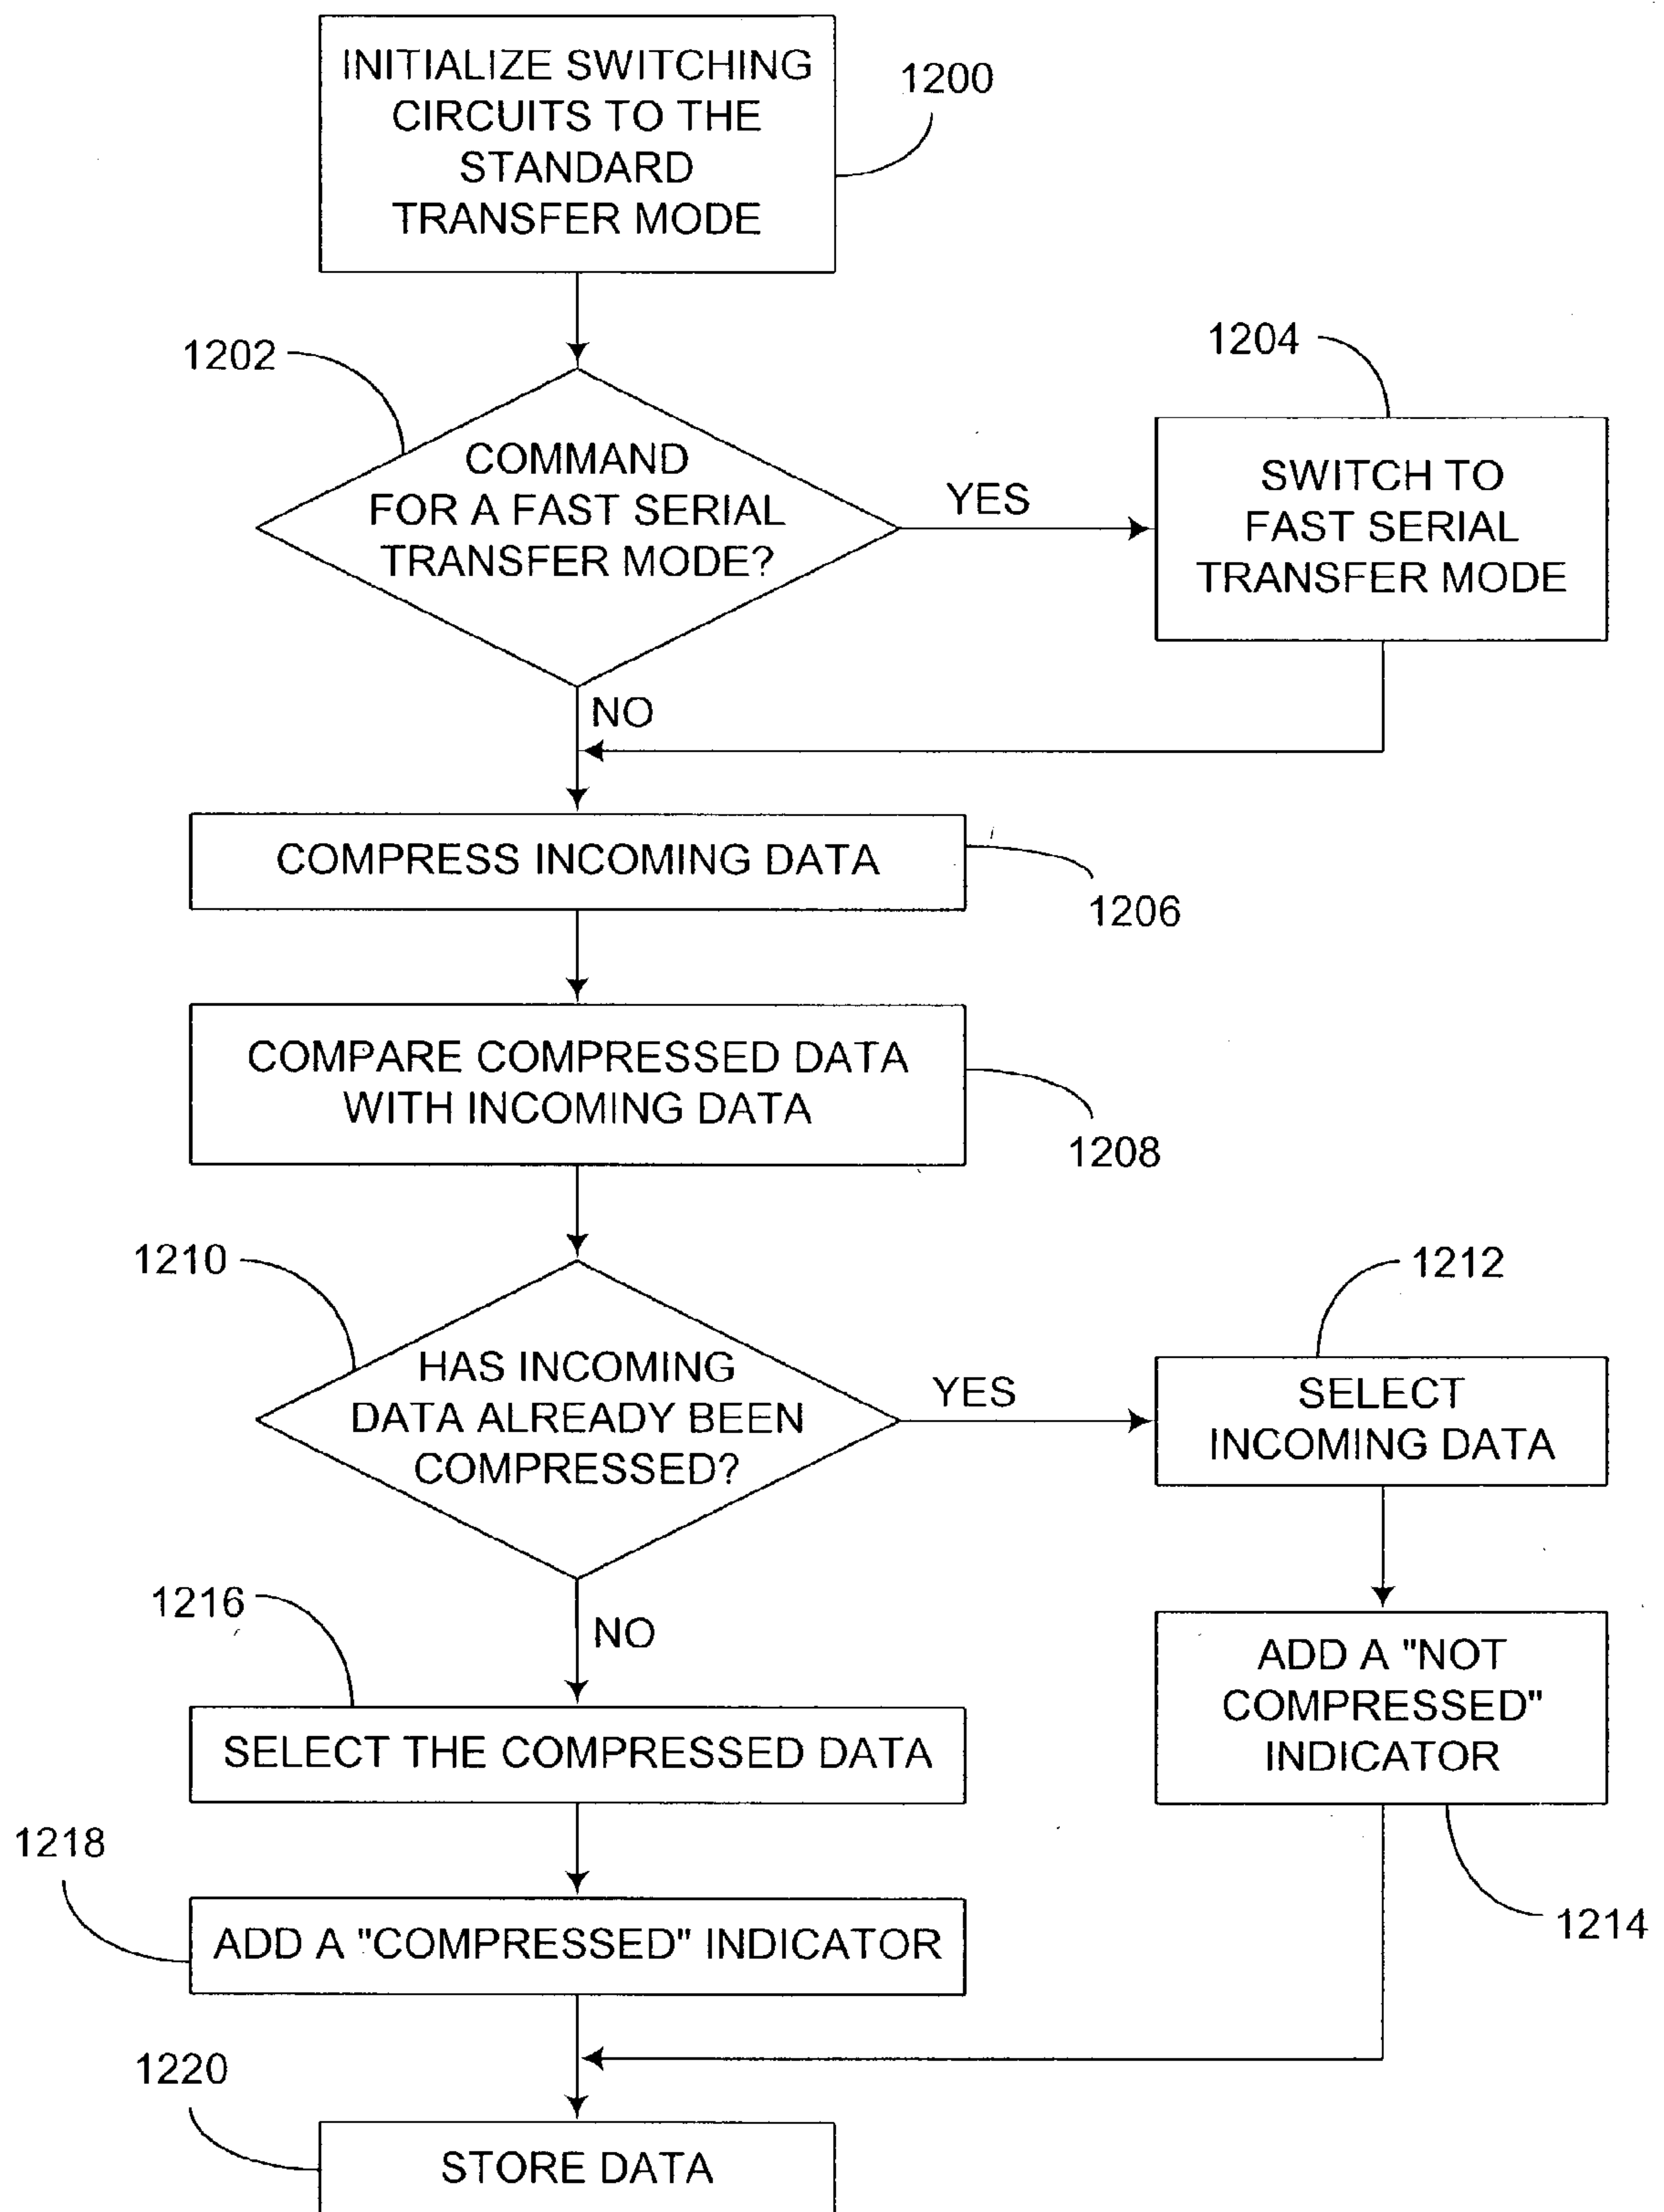 INITIALIZE SWITCHING
CIRCUITS TO THE
STANDARD
TRANSFER MODE
1200
1202
COMMAND
FOR A FAST SERIAL
TRANSFER MODE?
YES
1204
SWITCH TO
FAST SERIAL
TRANSFER MODE
NO
COMPRESS INCOMING DATA
1206
COMPARE COMPRESSED DATA
WITH INCOMING DATA
1208
1210
HAS INCOMING
DATA ALREADY BEEN
COMPRESSED?
YES
1212
SELECT
INCOMING DATA
1216
NO
ADD A "NOT
COMPRESSED"
INDICATOR
1214
SELECT THE COMPRESSED DATA
1218
ADD A "COMPRESSED" INDICATOR
1220
STORE DATA